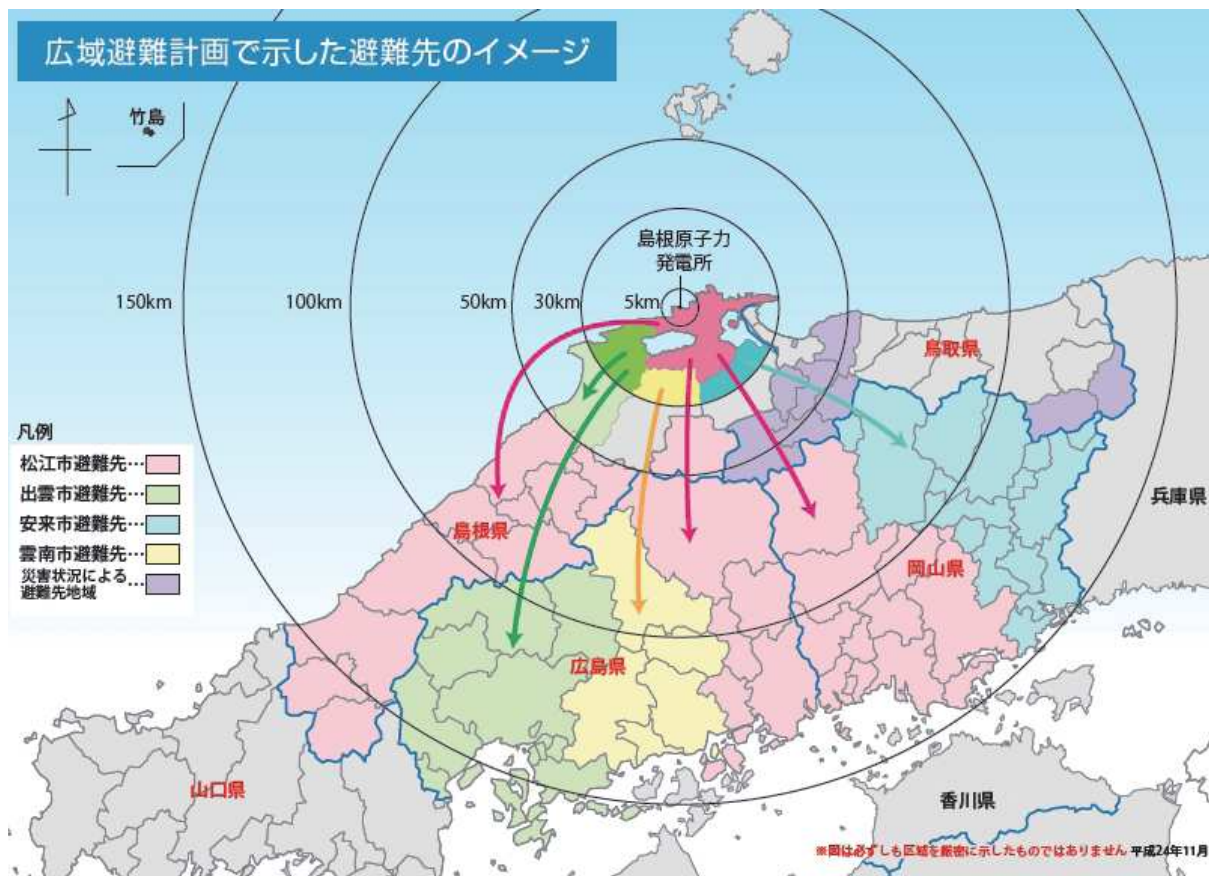 広域避難計画で示した避難先のイメージ
竹島
島根原子力
発電所
150km
100km
50km
30km
5km
鳥取県
凡例
松江市避難先…
出雲市避難先…
安来市避難先…
雲南市避難先…
災害状況による
避難先地域…
島根県
兵庫県
岡山県
広島県
山口県
香川県
※図は必ずしも区域を厳密に示したものではありません 平成24年11月